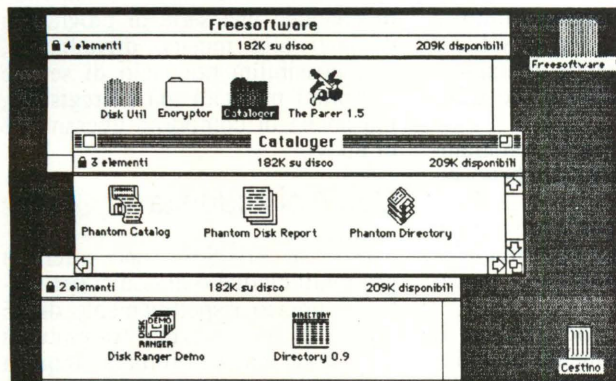 Freesoftware
4 elementi 182K su disco 209K disponibili
Freesoftware
Disk Util Encryptor Cataloger The Parer 1.5
Cataloger
3 elementi 182K su disco 209K disponibili
Phantom Catalog Phantom Disk Report Phantom Directory
2 elementi 182K su disco 209K disponibili
DISK RANGER DEMO
DIRECTORY
Disk Ranger Demo Directory 0.9
Cestino